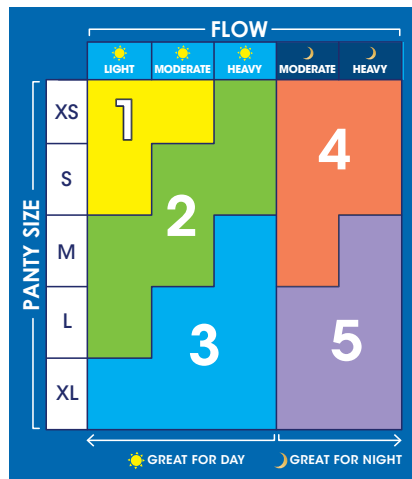 FLOW
LIGHT MODERATE HEAVY MODERATE HEAVY
PANTY SIZE
XS
S
M
L
XL
1
2
3
4
5
GREAT FOR DAY GREAT FOR NIGHT